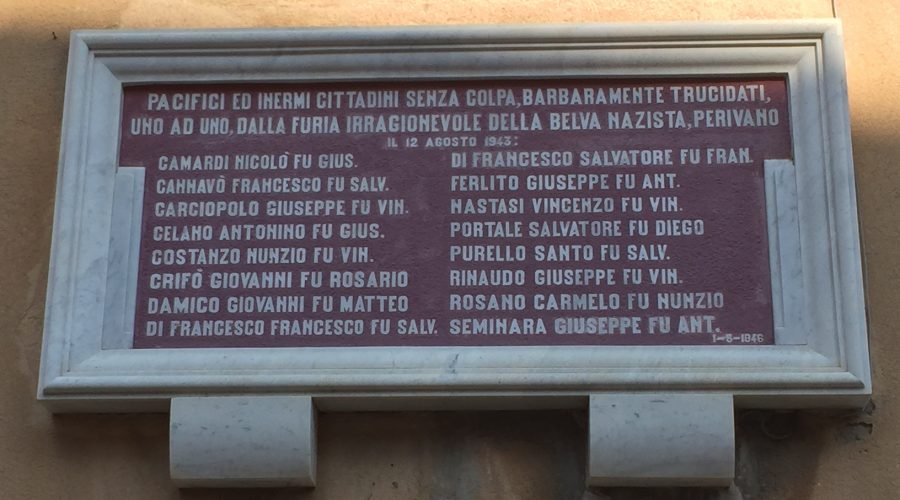 PACIFICI ED INERMI CITTADINI SENZA COLPA, BARBARAMENTE TRUCIDATI,
UNO AD UNO, DALLA FURIA IRRAGIONEVOLE DELLA BELVA NAZISTA, PERIVANO
IL 12 AGOSTO 1943:
CAMARDI NICOLÒ FU GIUS.
CANNAVÒ FRANCESCO FU SALV.
CARCIOPOLO GIUSEPPE FU VIN.
CELANO ANTONINO FU GIUS.
COSTANZO NUNZIO FU VIN.
CRIFÒ GIOVANNI FU ROSARIO
DAMICO GIOVANNI FU MATTEO
DI FRANCESCO FRANCESCO FU SALV.
DI FRANCESCO SALVATORE FU FRAN.
FERLITO GIUSEPPE FU ANT.
NASTASI VINCENZO FU VIN.
PORTALE SALVATORE FU DIEGO
PURELLO SANTO FU SALV.
RINAUDO GIUSEPPE FU VIN.
ROSANO CARMELO FU NUNZIO
SEMINARA GIUSEPPE FU ANT.
1-5-1946